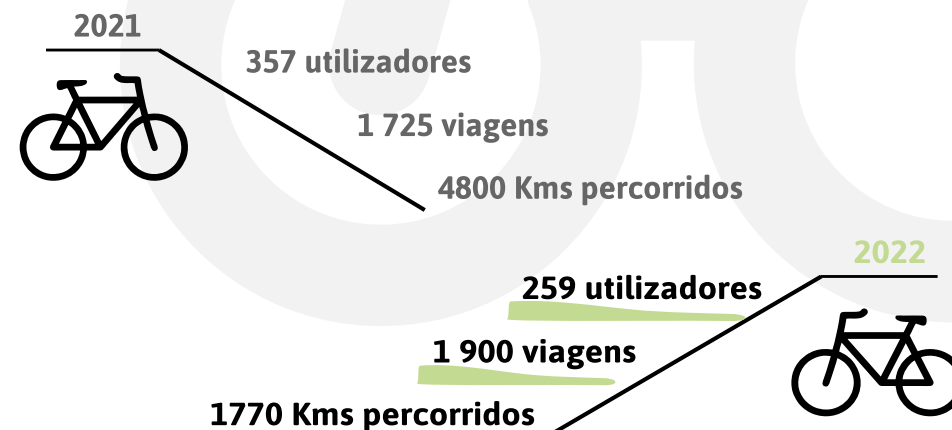 2021
357 utilizadores
1 725 viagens
4800 Kms percorridos
2022
259 utilizadores
1 900 viagens
1770 Kms percorridos